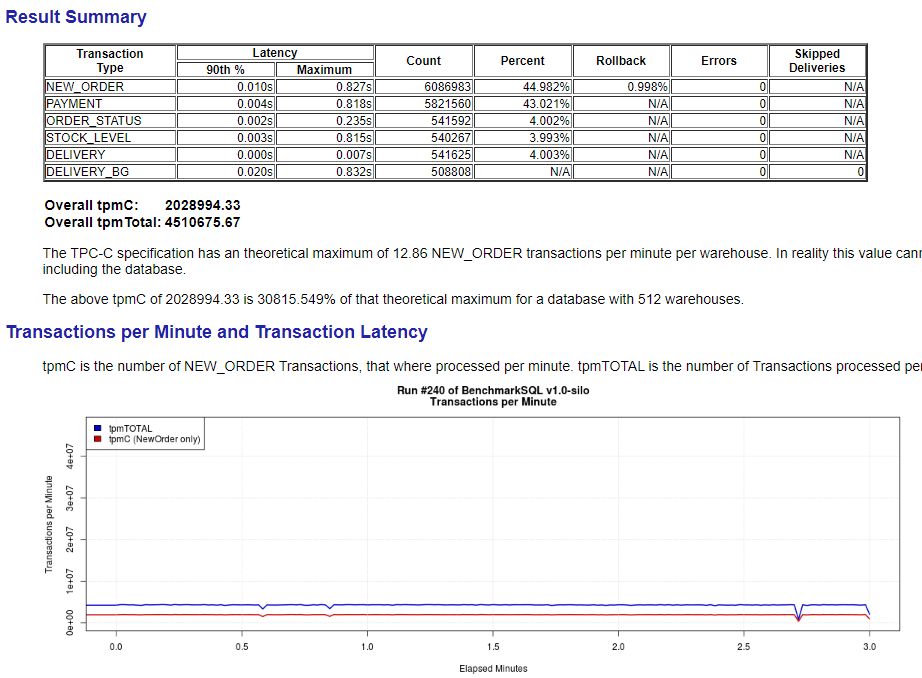 Result Summary
Transaction Type Latency Count Percent Rollback Errors Skipped Deliveries
90th % Maximum
NEW_ORDER 0.010s 0.827s 6086983 44.982% 0.998% 0 N/A
PAYMENT 0.004s 0.818s 5821560 43.021% N/A 0 N/A
ORDER_STATUS 0.002s 0.235s 541592 4.002% N/A 0 N/A
STOCK_LEVEL 0.003s 0.815s 540267 3.993% N/A 0 N/A
DELIVERY 0.000s 0.007s 541625 4.003% N/A 0 N/A
DELIVERY_BG 0.020s 0.832s 508808 N/A N/A 0 0
Overall tpmC: 2028994.33
Overall tpmTotal: 4510675.67
The TPC-C specification has an theoretical maximum of 12.86 NEW_ORDER transactions per minute per warehouse. In reality this value
including the database.
The above tpmC of 2028994.33 is 30815.549% of that theoretical maximum for a database with 512 warehouses.
Transactions per Minute and Transaction Latency
tpmC is the number of NEW_ORDER Transactions, that where processed per minute. tpmTOTAL is the number of Transactions processed
Run #240 of BenchmarkSQL v1.0-silo
Transactions per Minute
tpmTOTAL
tpmC (NewOrder only)
Transactions per Minute
4e+07
3e+07
2e+07
1e+07
0e+00
0.0 0.5 1.0 1.5 2.0 2.5 3.0
Elapsed Minutes